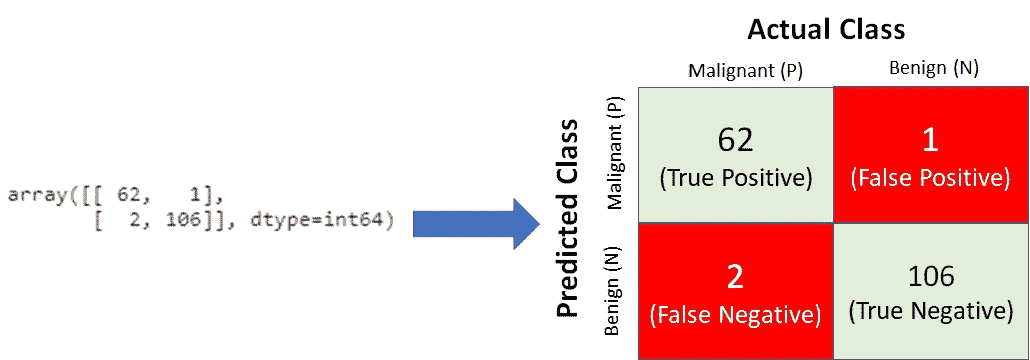 array([[ 62,   1],
       [  2, 106]], dtype=int64)
Actual Class
Malignant (P)
Benign (N)
Predicted Class
Malignant (P)
62
(True Positive)
1
(False Positive)
Benign (N)
2
(False Negative)
106
(True Negative)